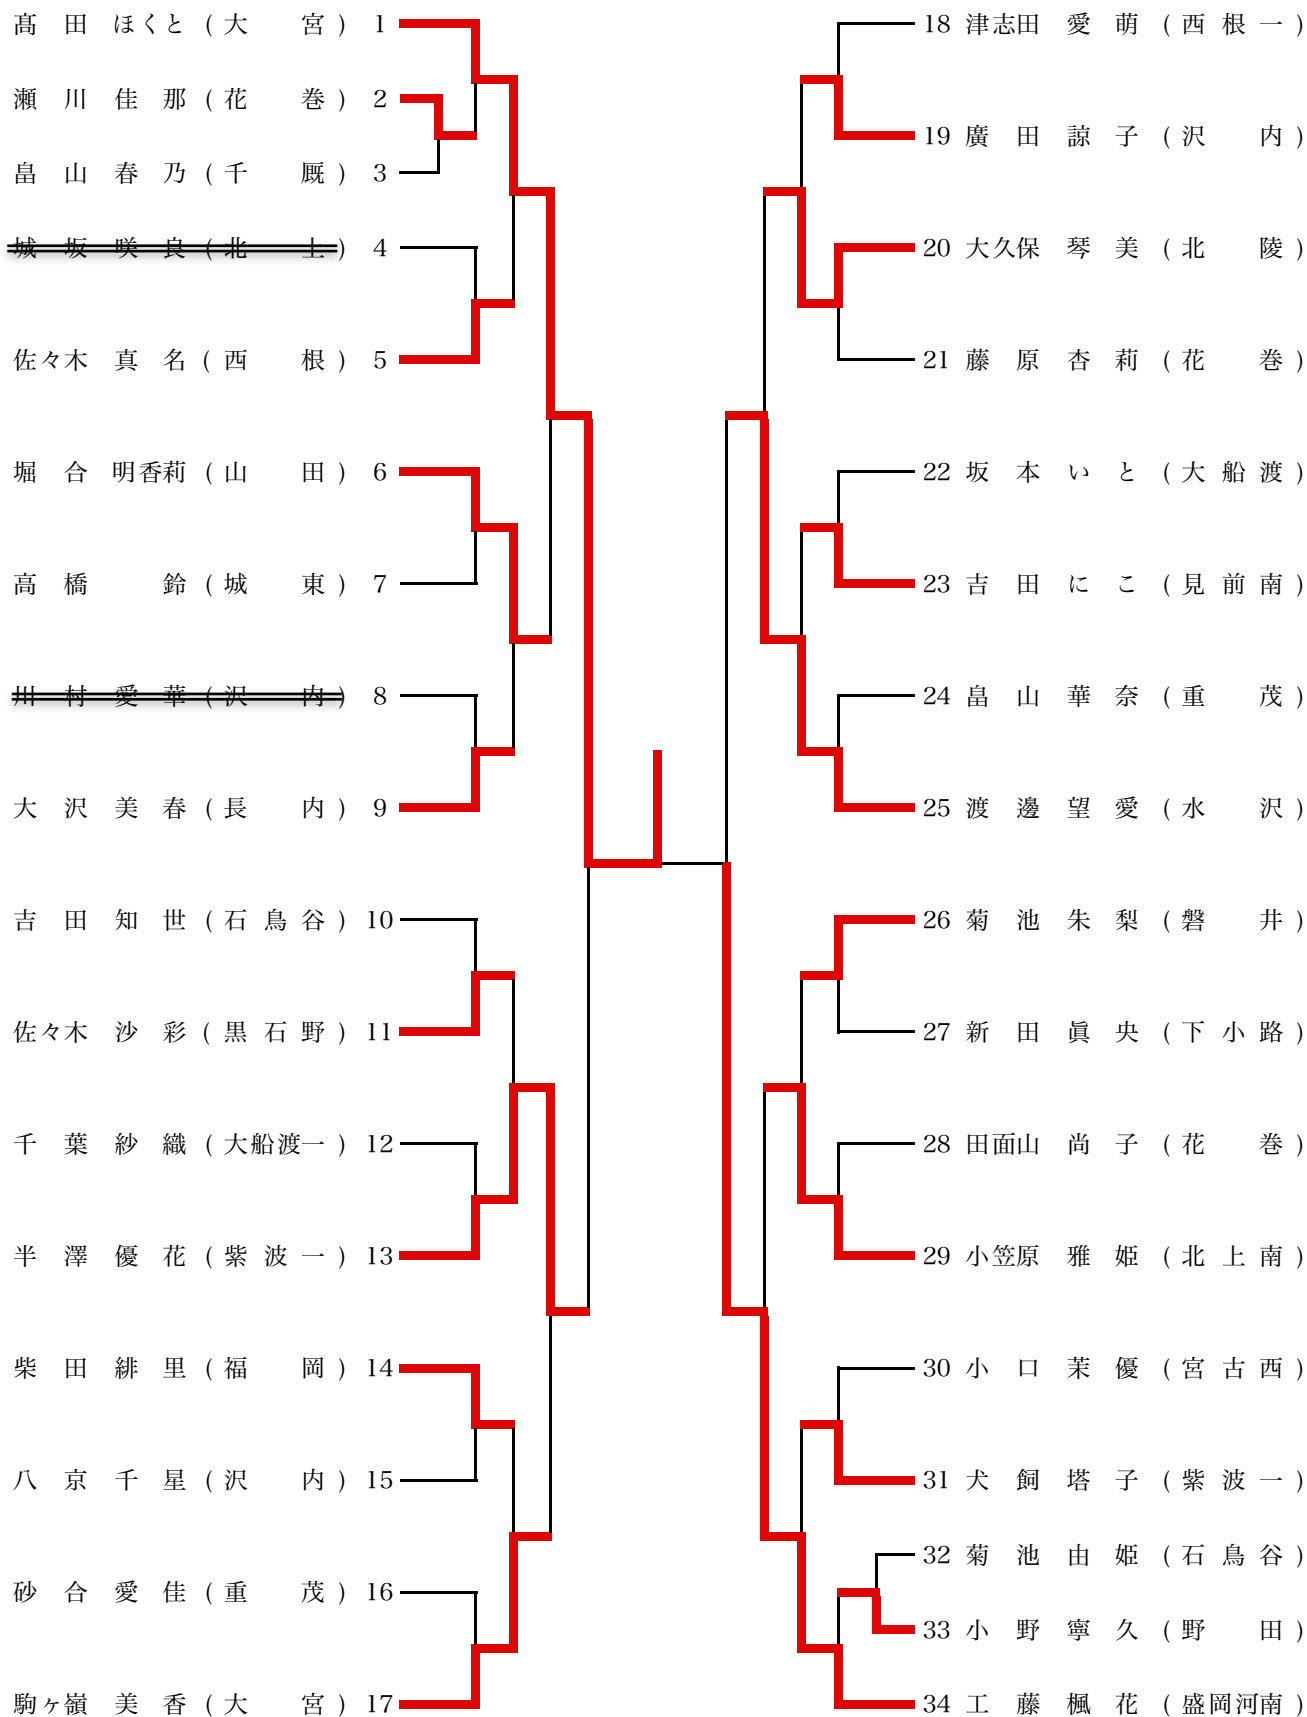 髙田ほくと (大宮) 1
瀬川佳那 (花巻) 2
畠山春乃 (千厩) 3
城坂咲良 (北上) 4
佐々木真名 (西根) 5
堀合明香莉 (山田) 6
高橋鈴 (城東) 7
川村愛華 (沢内) 8
大沢美春 (長内) 9
吉田知世 (石鳥谷) 10
佐々木沙彩 (黒石野) 11
千葉紗織 (大船渡一) 12
半澤優花 (紫波一) 13
柴田緋里 (福岡) 14
八京千星 (沢内) 15
砂合愛佳 (重茂) 16
駒ヶ嶺美香 (大宮) 17
18 津志田愛萌 (西根一)
19 廣田諒子 (沢内)
20 大久保琴美 (北陵)
21 藤原杏莉 (花巻)
22 坂本いと (大船渡)
23 吉田にこ (見前南)
24 畠山華奈 (重茂)
25 渡邊望愛 (水沢)
26 菊池朱梨 (磐井)
27 新田眞央 (下小路)
28 田面山尚子 (花巻)
29 小笠原雅姫 (北上南)
30 小口茉優 (宮古西)
31 犬飼塔子 (紫波一)
32 菊池由姫 (石鳥谷)
33 小野寧久 (野田)
34 工藤楓花 (盛岡河南)